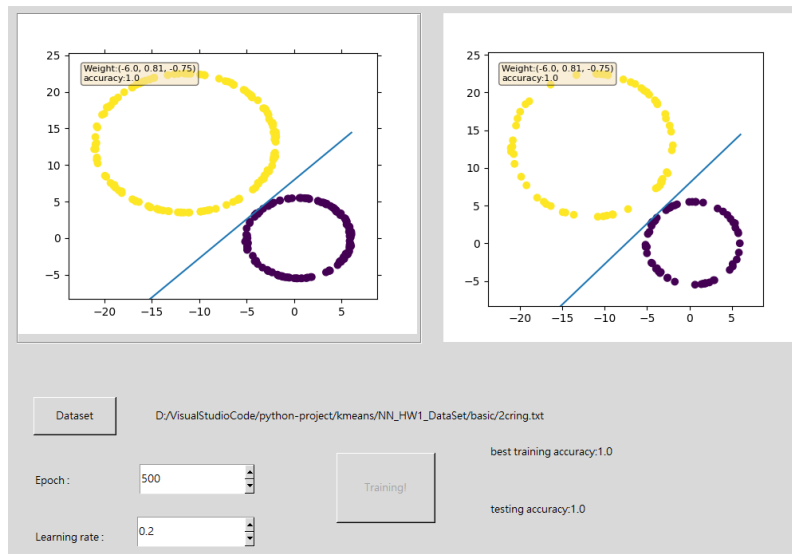 25
20
15
10
5
0
−5
−20
−15
−10
−5
0
5
Weight:(-6.0, 0.81, -0.75)
accuracy:1.0
25
20
15
10
5
0
−5
−20
−15
−10
−5
0
5
Weight:(-6.0, 0.81, -0.75)
accuracy:1.0
Dataset
D:/VisualStudioCode/python-project/kmeans/NN_HW1_DataSet/basic/2cring.txt
best training accuracy:1.0
Epoch :
500
Training!
testing accuracy:1.0
Learning rate :
0.2